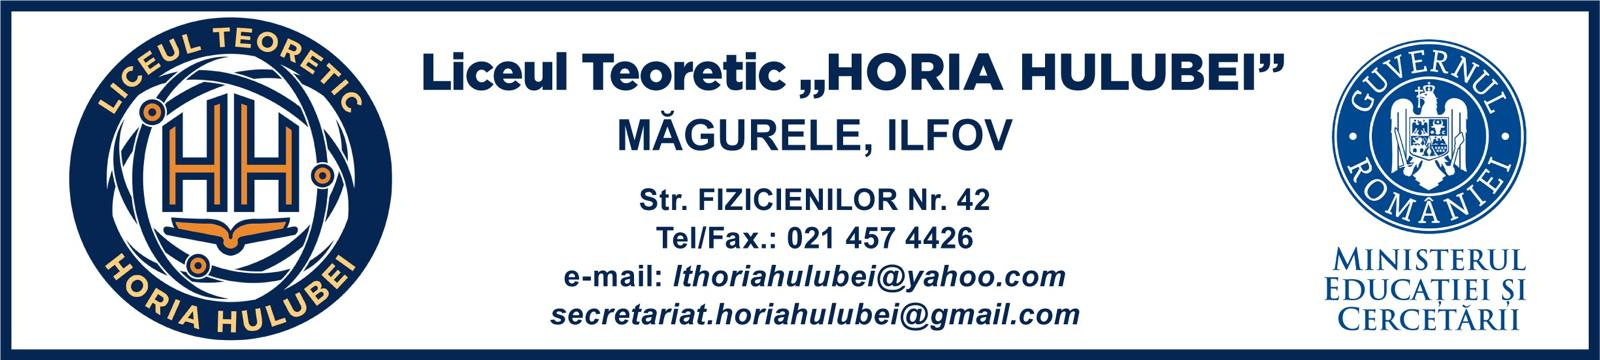 LICEUL TEORETIC
HH
HORIA HULUBEI
Liceul Teoretic „HORIA HULUBEI”
MĂGURELE, ILFOV
Str. FIZICIENILOR Nr. 42
Tel/Fax.: 021 457 4426
e-mail: lthoriahulubei@yahoo.com
secretariat.horiahulubei@gmail.com
GUVERNUL
ROMÂNIEI
MINISTERUL
EDUCAȚIEI ȘI
CERCETĂRII